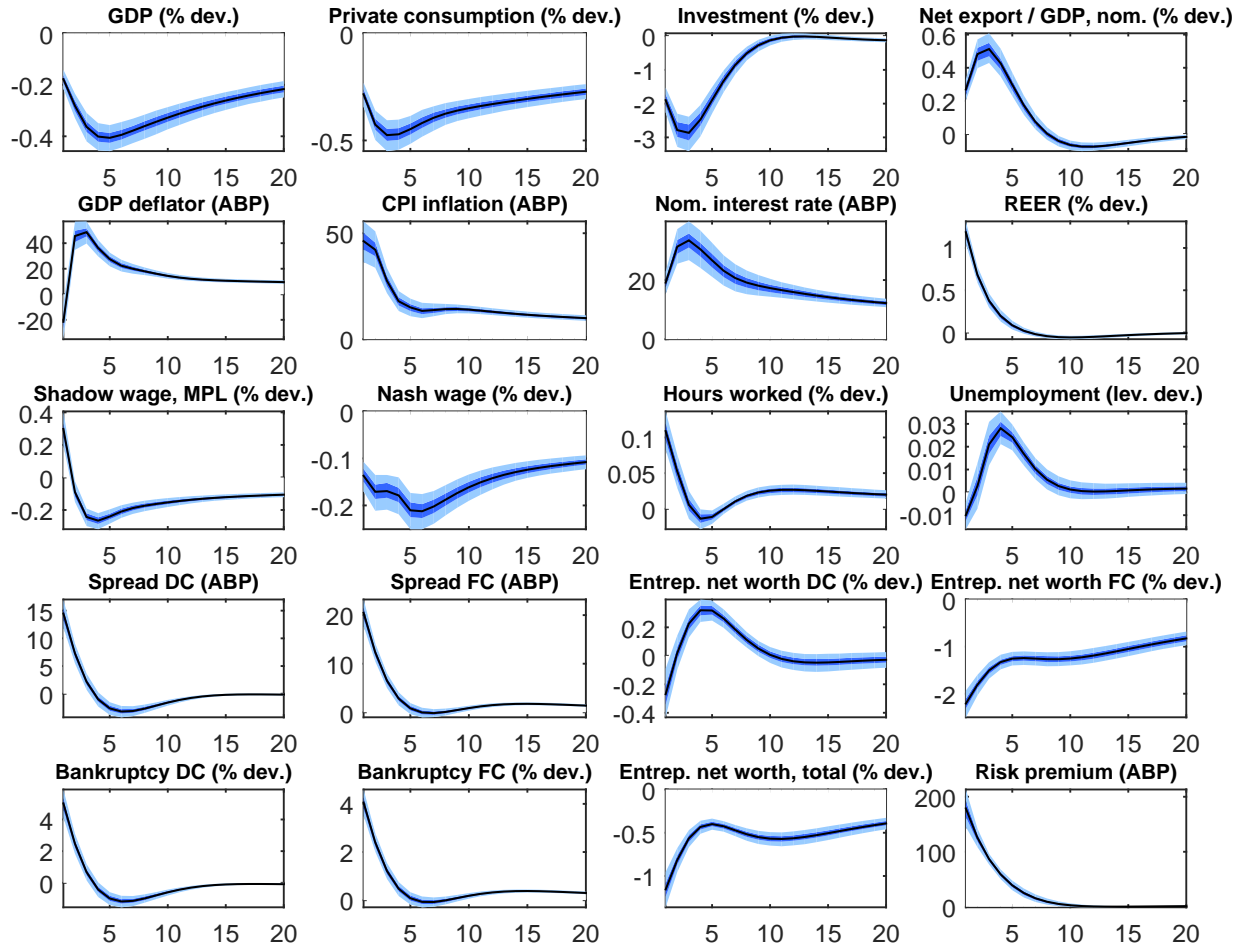 GDP (% dev.) Private consumption (% dev.) Investment (% dev.) Net export / GDP, nom. (% dev.)
0 0 0 0.6
-0.2 -1 0.4
-2 0.2
-0.4 -0.5 -3 0
5 10 15 20 5 10 15 20 5 10 15 20 5 10 15 20
GDP deflator (ABP) CPI inflation (ABP) Nom. interest rate (ABP) REER (% dev.)
40 50 1
20 20 0.5
0
-20 0 0 0
5 10 15 20 5 10 15 20 5 10 15 20 5 10 15 20
Shadow wage, MPL (% dev.) Nash wage (% dev.) Hours worked (% dev.) Unemployment (lev. dev)
0.4 0 0.1 0.03
0.2 -0.1 0.05 0.02
0 0.01
-0.2 -0.2 0 0
-0.01
5 10 15 20 5 10 15 20 5 10 15 20 5 10 15 20
Spread DC (ABP) Spread FC (ABP) Entrep. net worth DC (% dev.) Entrep. net worth FC (% dev.)
15 20 0.2 0
10 0 -1
5 10 -0.2
0 0 -0.4 -2
5 10 15 20 5 10 15 20 5 10 15 20 5 10 15 20
Bankruptcy DC (% dev.) Bankruptcy FC (% dev.) Entrep. net worth, total (% dev.) Risk premium (ABP)
4 4 0 200
2 2 -0.5 100
0 0 -1 0
5 10 15 20 5 10 15 20 5 10 15 20 5 10 15 20